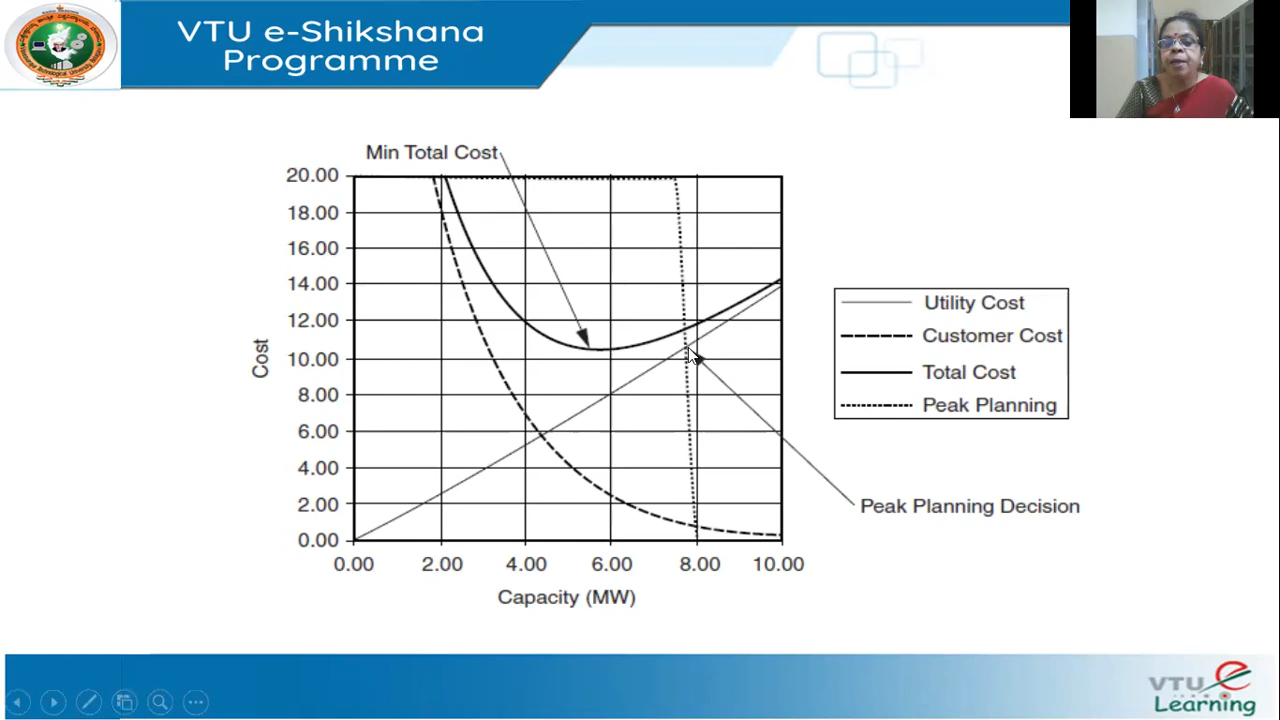 VTU e-Shikshana
Programme
Min Total Cost
20.00
18.00
16.00
14.00
12.00
10.00
8.00
6.00
4.00
2.00
0.00
Cost
0.00 2.00 4.00 6.00 8.00 10.00
Capacity (MW)
Utility Cost
Customer Cost
Total Cost
Peak Planning
Peak Planning Decision
VTU e
Learning